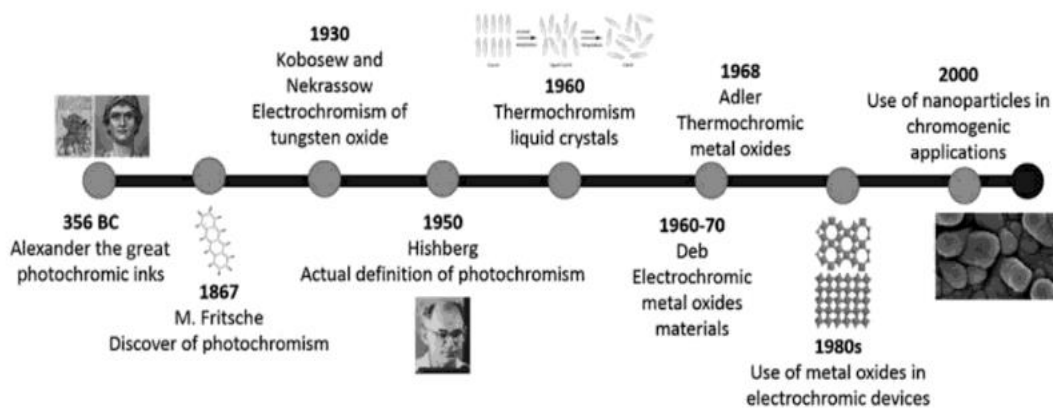 356 BC
Alexander the great
photochromic inks
1867
M. Fritsche
Discover of photochromism
1930
Kobosew and
Nekrassow
Electrochromism of
tungsten oxide
1950
Hishberg
Actual definition of photochromism
1960
Thermochromism
liquid crystals
1968
Adler
Thermochromic
metal oxides
1960-70
Deb
Electrochromic
metal oxides
materials
1980s
Use of metal oxides in
electrochromic devices
2000
Use of nanoparticles in
chromogenic
applications